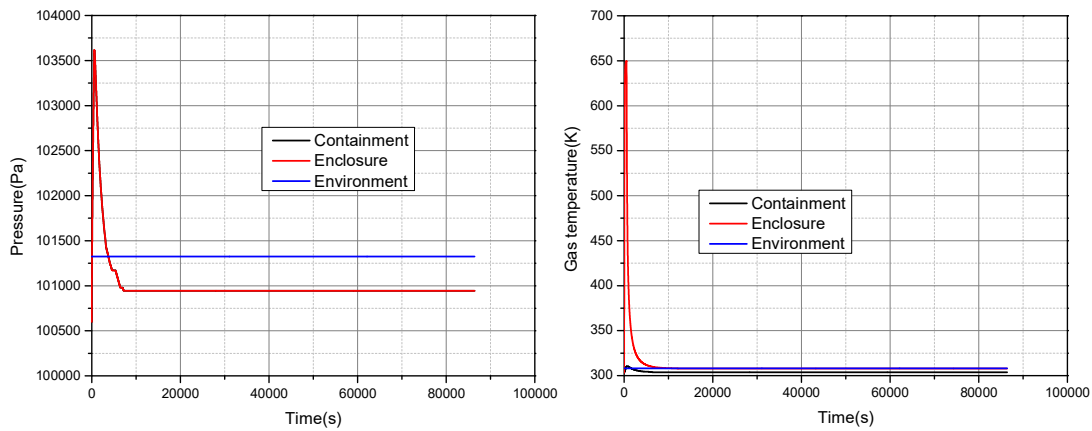 104000
103500
103000
102500
102000
101500
101000
100500
100000
Pressure(Pa)
Containment
Enclosure
Environment
0 20000 40000 60000 80000 100000
Time(s)
700
650
600
550
500
450
400
350
300
Gas temperature(K)
Containment
Enclosure
Environment
0 20000 40000 60000 80000 100000
Time(s)